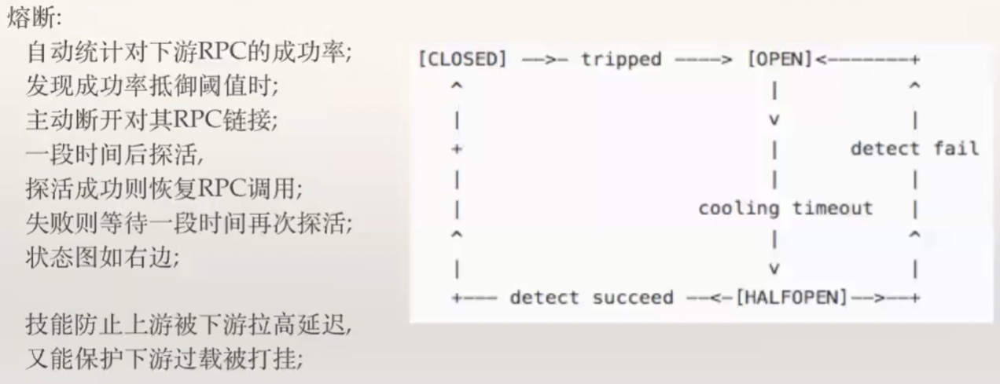 熔断:
自动统计对下游RPC的成功率;
发现成功率抵御阈值时;
主动断开对其RPC链接;
一段时间后探活,
探活成功则恢复RPC调用;
失败则等待一段时间再次探活;
状态图如右边;
技能防止上游被下游拉高延迟,
又能保护下游过载被打挂;
[CLOSED] —>- tripped ——> [OPEN]<———+
detect fail
cooling timeout
+—— detect succeed —<-[HALFOPEN]—>—+